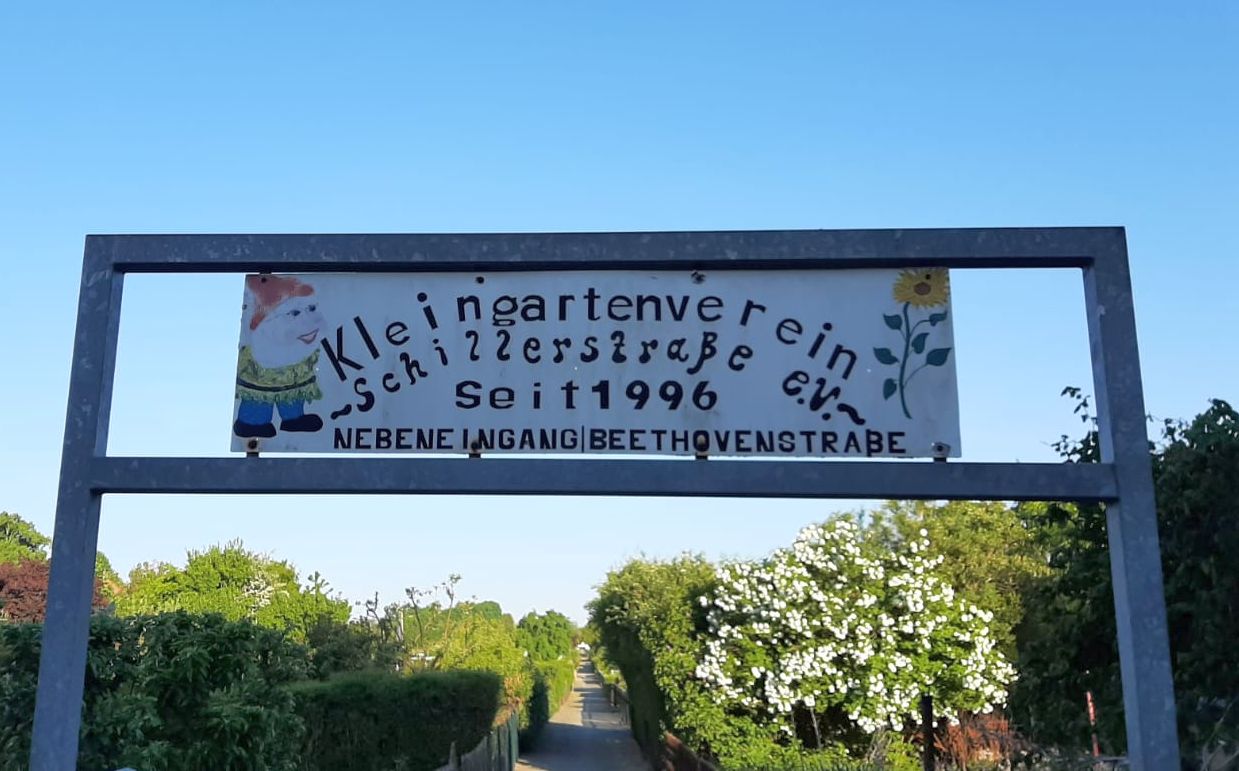 Kleingartenverein
~Schillerstraße e.V.~
Seit 1996
NEBENEINGANG|BEETHOVENSTRAßE